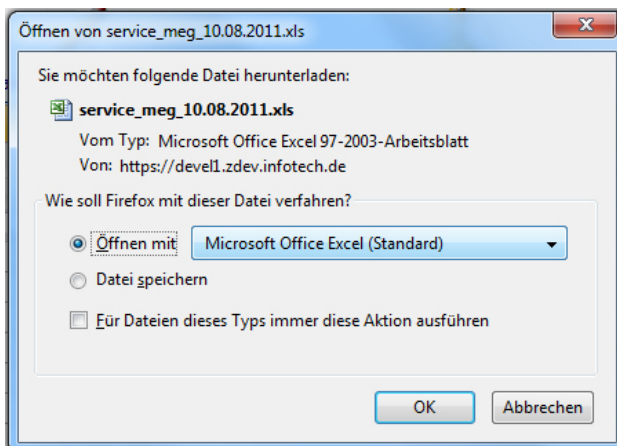 Öffnen von service_meg_10.08.2011.xls
Sie möchten folgende Datei herunterladen:
service_meg_10.08.2011.xls
Vom Typ: Microsoft Office Excel 97-2003-Arbeitsblatt
Von: https://devel1.zdev.infotech.de
Wie soll Firefox mit dieser Datei verfahren?
Öffnen mit Microsoft Office Excel (Standard)
Datei speichern
Für Dateien dieses Typs immer diese Aktion ausführen
OK Abbrechen